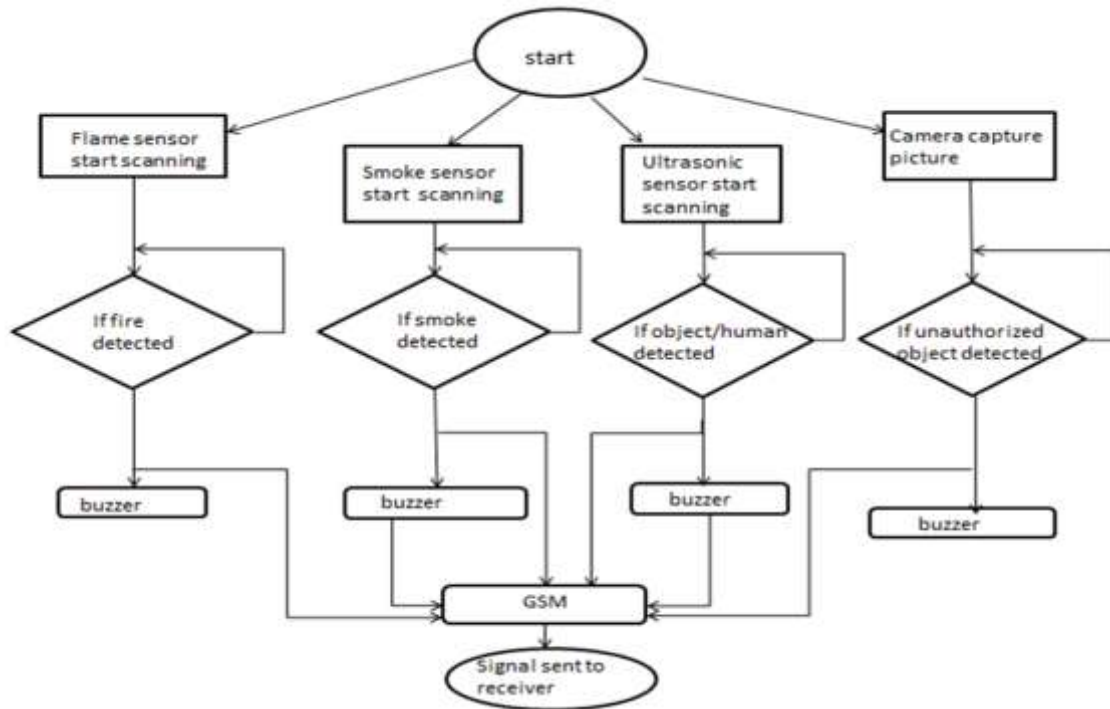 start
Flame sensor
start scanning
Smoke sensor
start scanning
Ultrasonic
sensor start
scanning
Camera capture
picture
If fire
detected
If smoke
detected
If object/human
detected
If unauthorized
object detected
buzzer
buzzer
buzzer
buzzer
GSM
Signal sent to
receiver